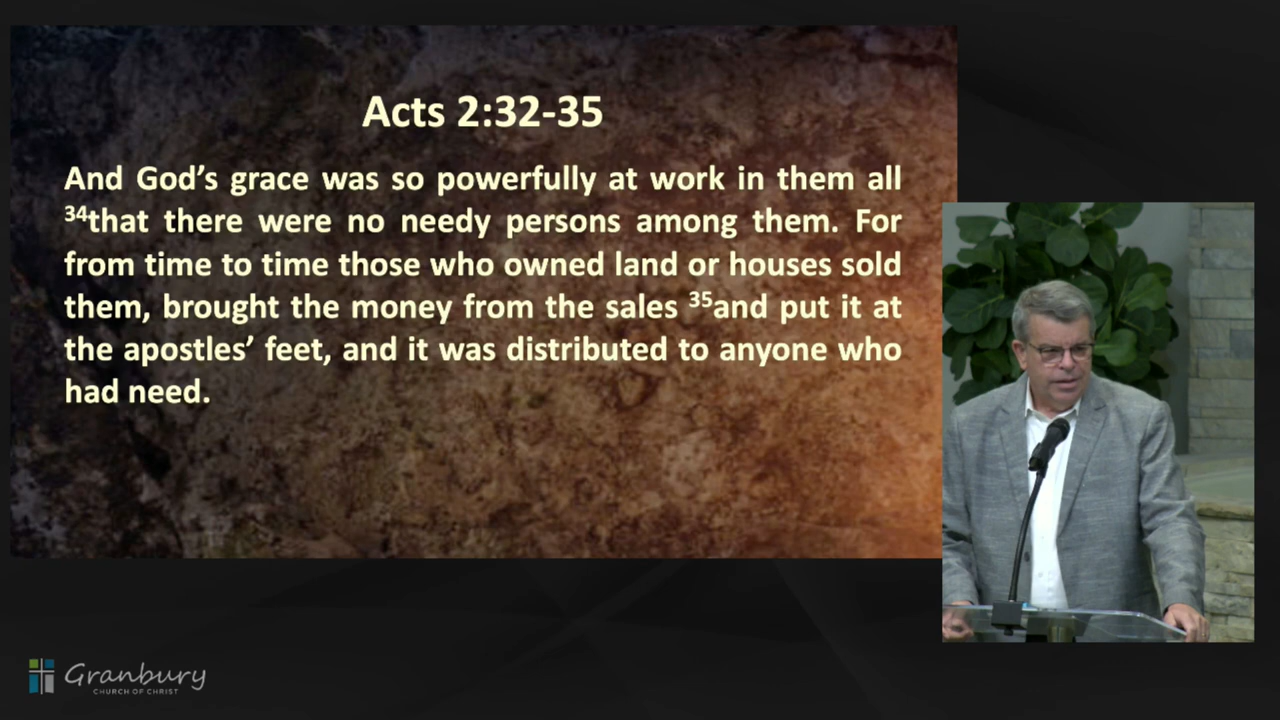 Acts 2:32-35
And God’s grace was so powerfully at work in them all
34that there were no needy persons among them. For
from time to time those who owned land or houses sold
them, brought the money from the sales 35and put it at
the apostles’ feet, and it was distributed to anyone who
had need.
Granbury
CHURCH OF CHRIST